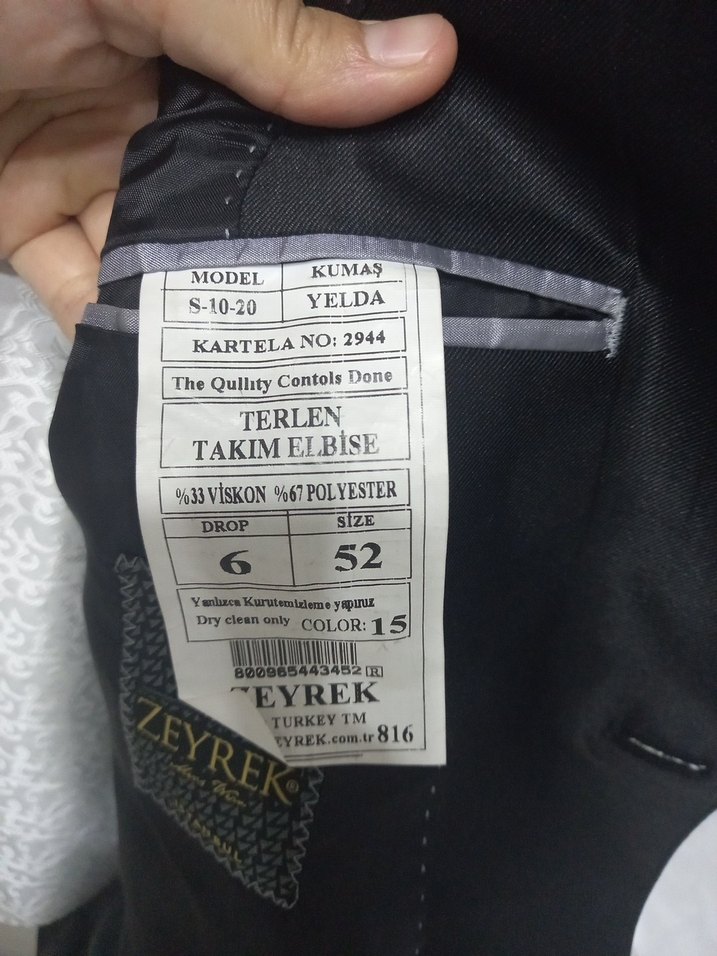 MODEL KUMAŞ
S-10-20 YELDA
KARTELA NO: 2944
The Qullıty Contols Done
TERLEN
TAKIM ELBİSE
%33 VİSKON %67 POLYESTER
DROP SİZE
6 52
Yanlızca Kurutemizleme yapınız
Dry clean only COLOR: 15
800965443452 R
ZEYREK
TURKEY TM
ZEYREK.com.tr 816
ZEYREK®